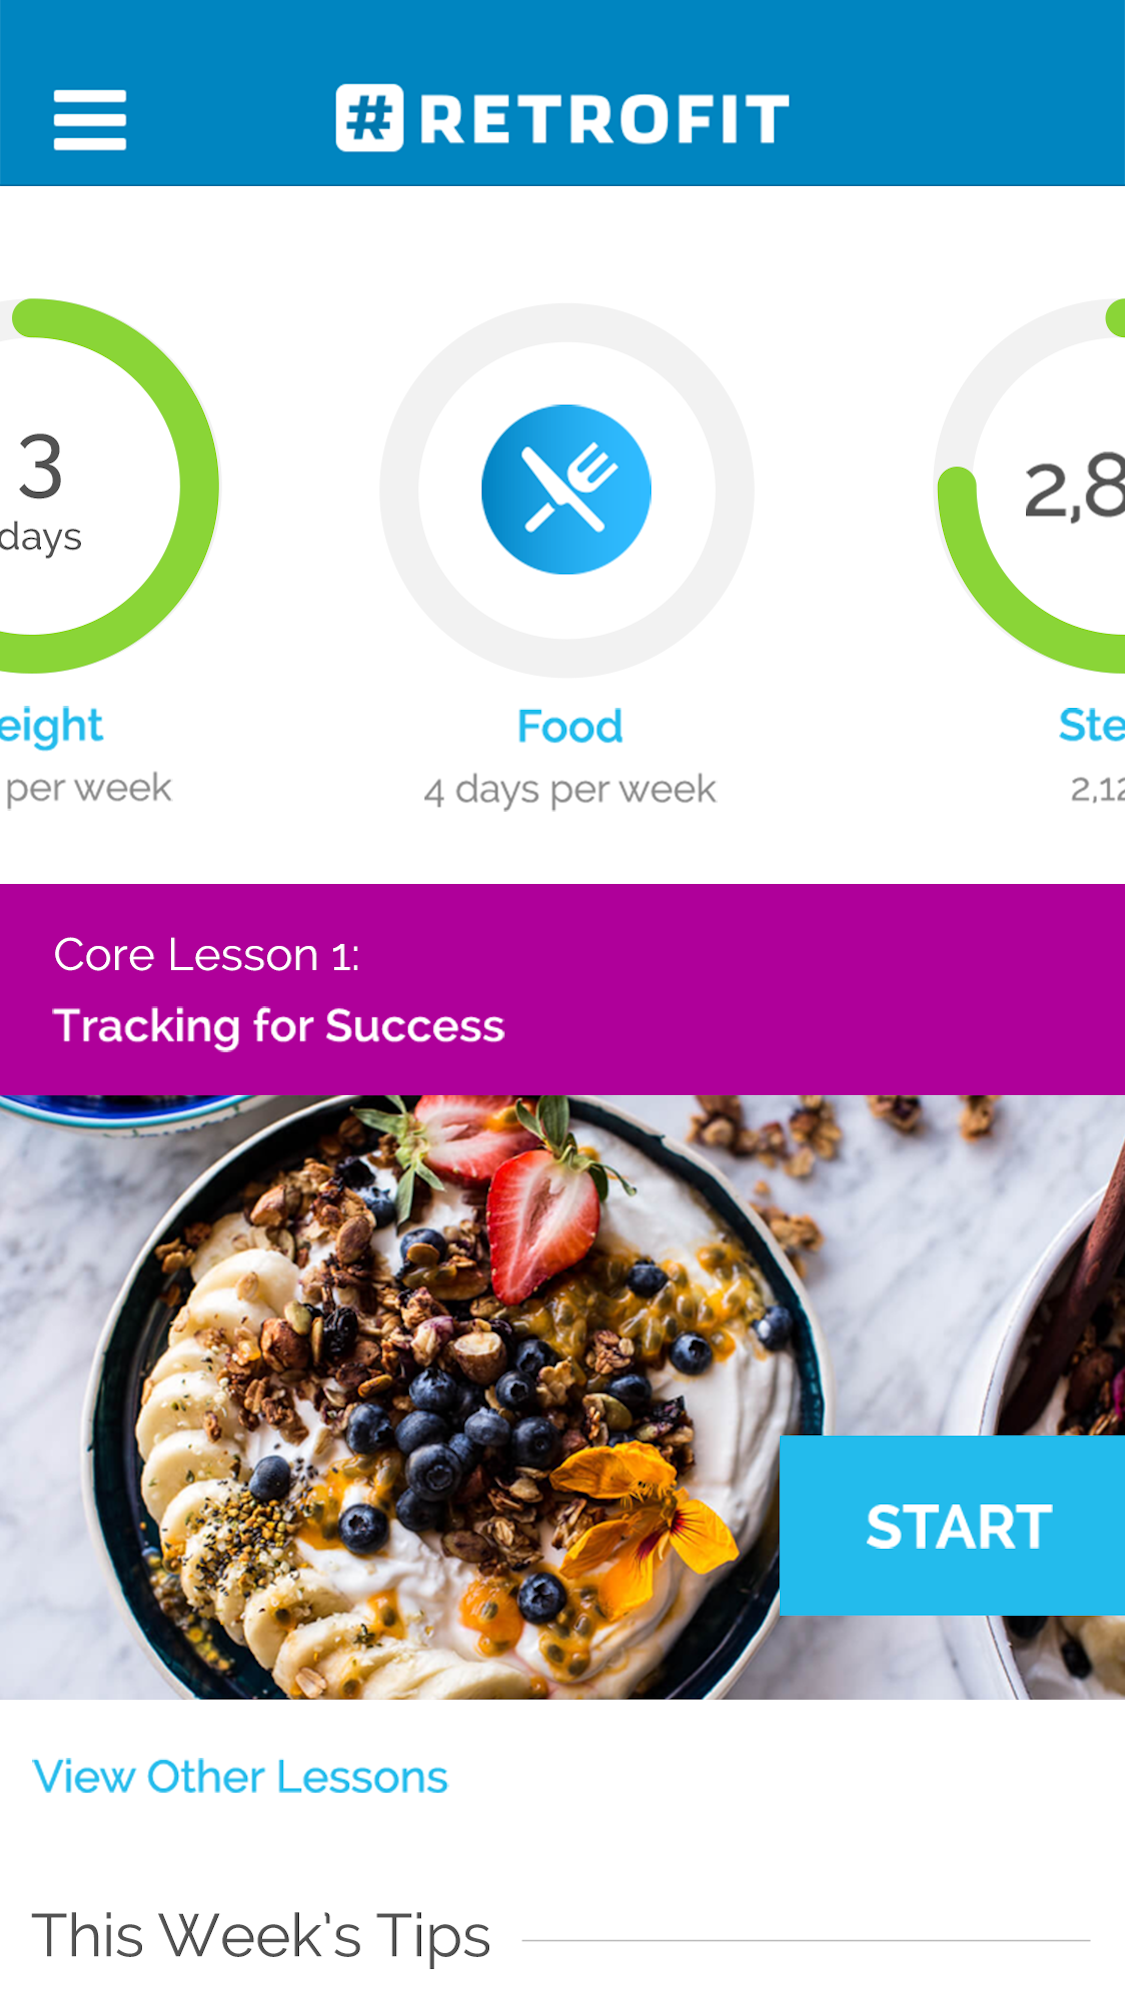 #RETROFIT
3
days
eight
per week
Food
4 days per week
2,8
Ste
2,12
Core Lesson 1:
Tracking for Success
START
View Other Lessons
This Week's Tips